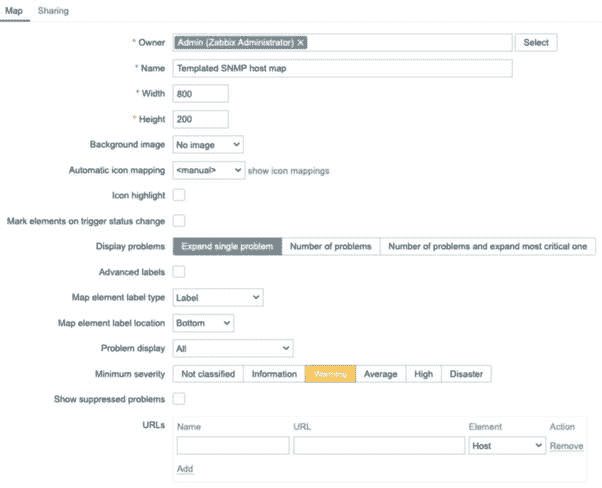 Map Sharing
* Owner Admin (Zabbix Administrator) × Select
* Name Templated SNMP host map
* Width 800
* Height 200
Background image No image
Automatic icon mapping <manual> show icon mappings
Icon highlight
Mark elements on trigger status change
Display problems Expand single problem Number of problems Number of problems and expand most critical one
Advanced labels
Map element label type Label
Map element label location Bottom
Problem display All
Minimum severity Not classified Information Warning Average High Disaster
Show suppressed problems
URLs Name URL Element Action
Host Remove
Add